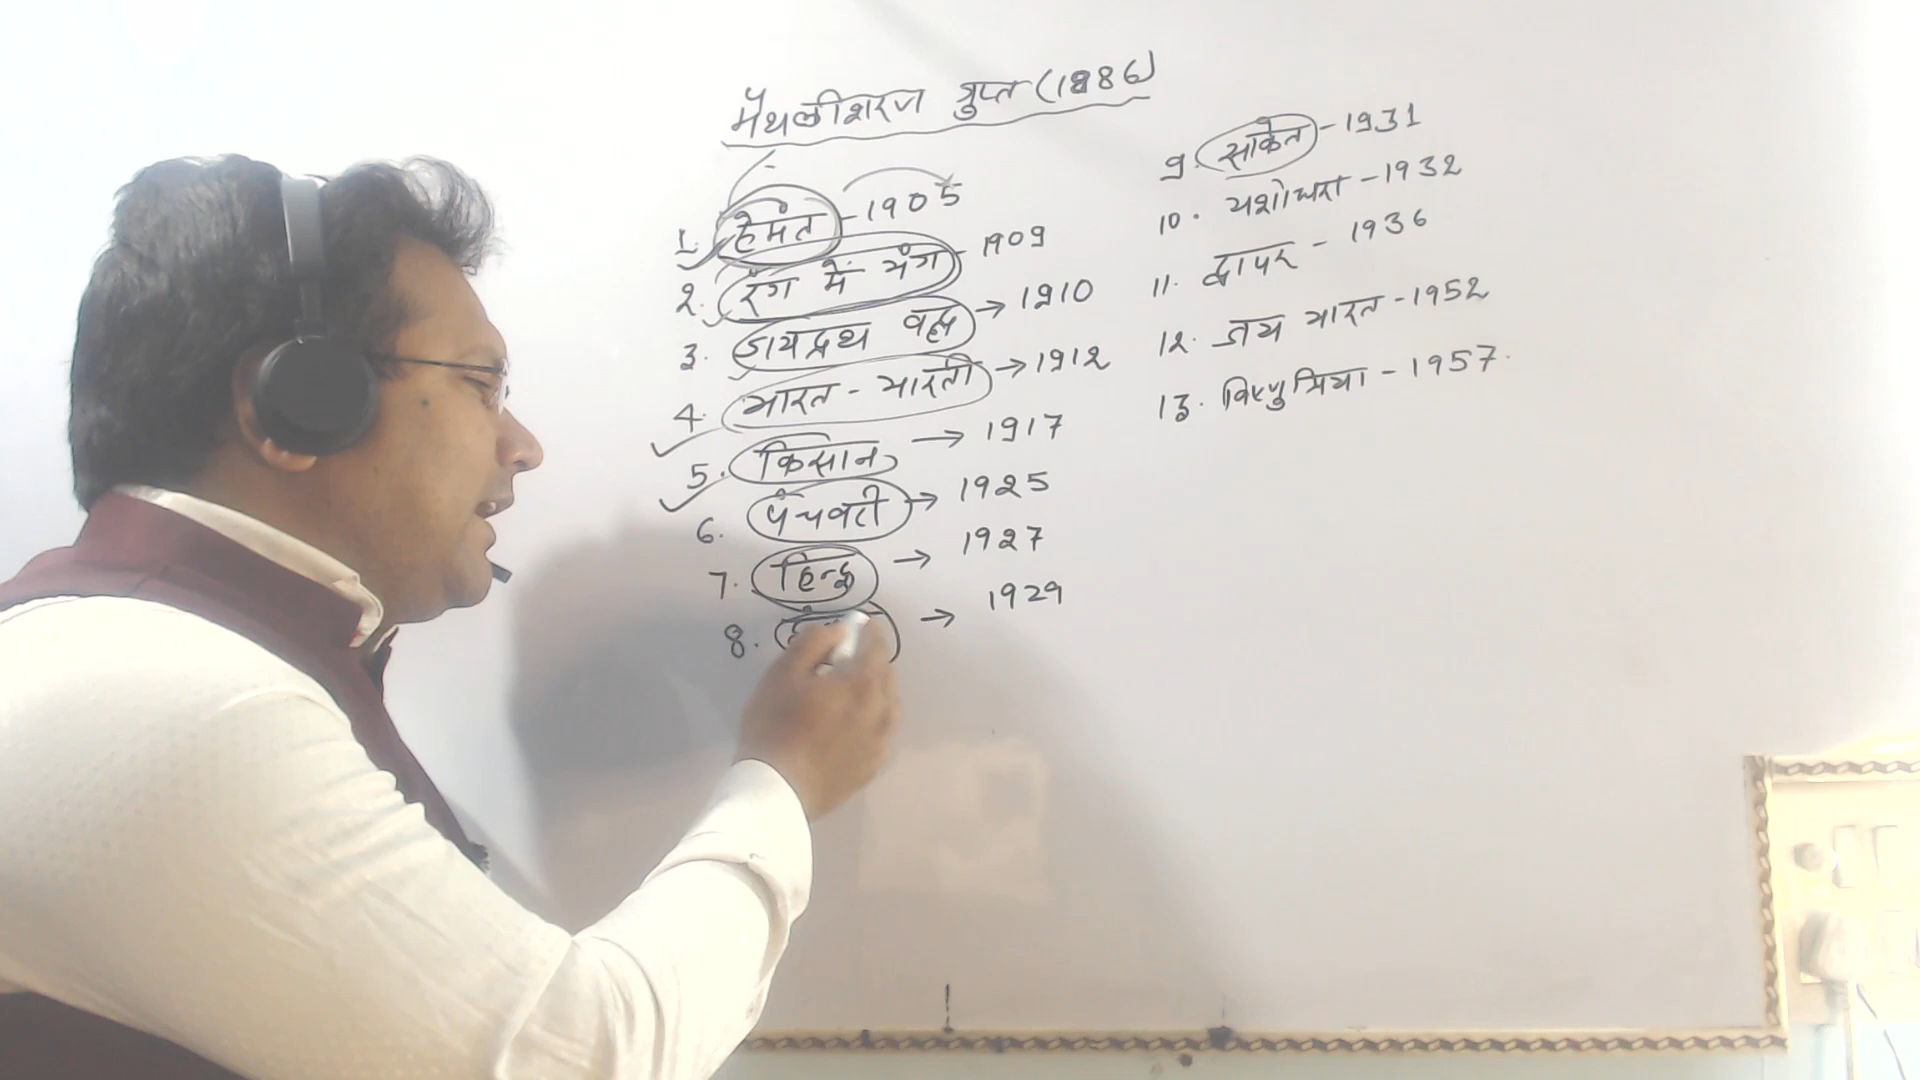 मैथलीशरण गुप्त (1886)
1. हेमंत - 1905
2. रंग में भंग - 1909
3. जयद्रथ वध → 1910
4. भारत - भारती → 1912
5. किसान → 1917
6. पंचवटी → 1925
7. हिन्दू → 1927
8. → 1929
9. साकेत - 1931
10. यशोधरा - 1932
11. द्वापर - 1936
12. जय भारत - 1952
13. विष्णुप्रिया - 1957